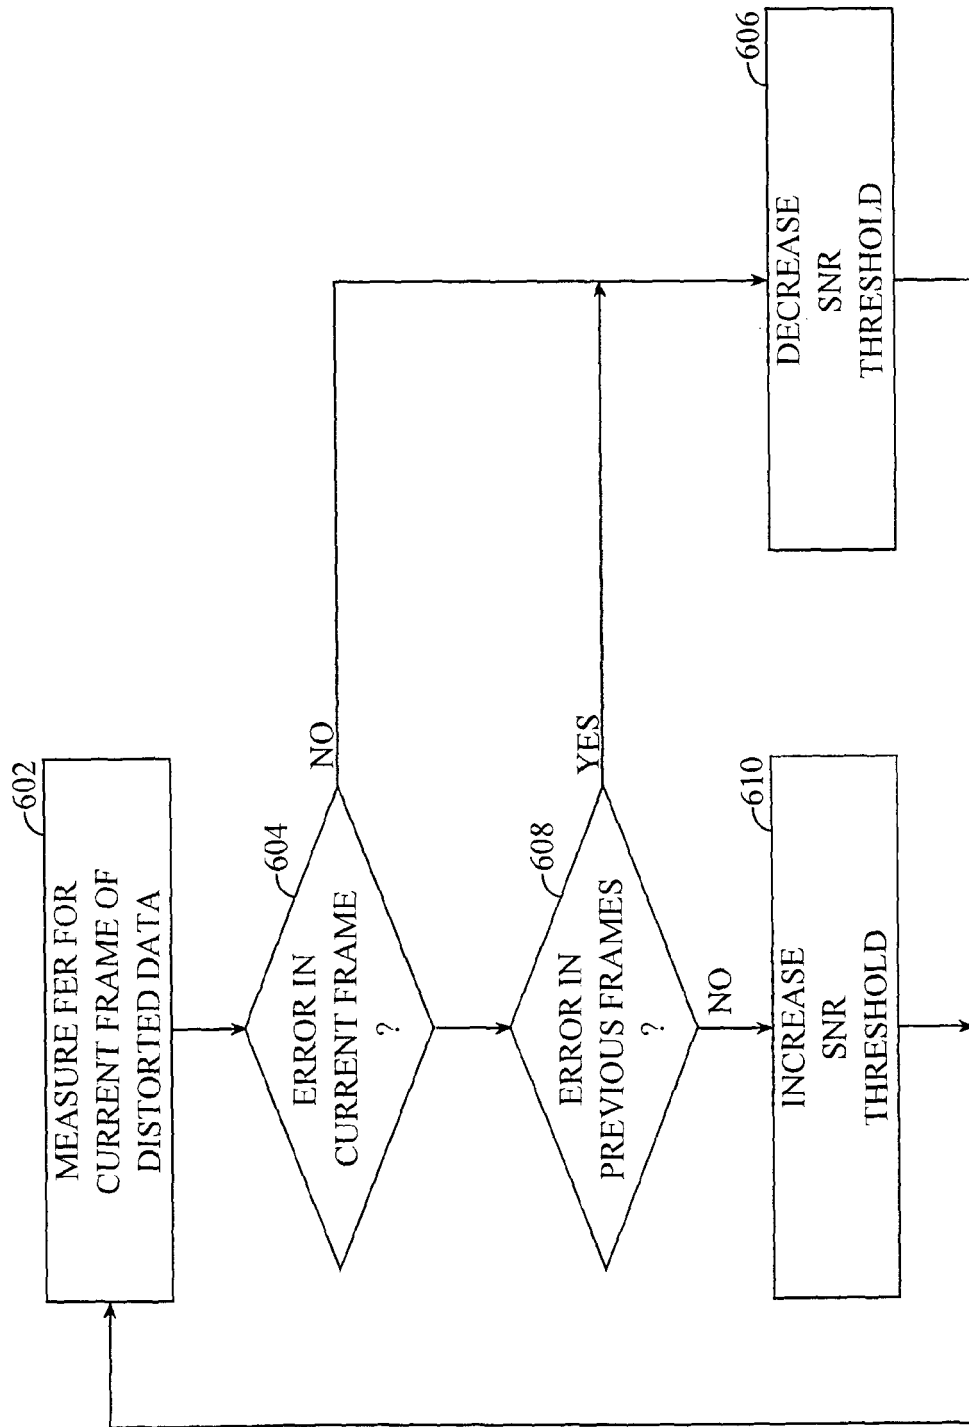 602
MEASURE FER FOR
CURRENT FRAME OF
DISTORTED DATA
604
ERROR IN
CURRENT FRAME
?
NO
608
ERROR IN
PREVIOUS FRAMES
?
YES
NO
610
INCREASE
SNR
THRESHOLD
606
DECREASE
SNR
THRESHOLD